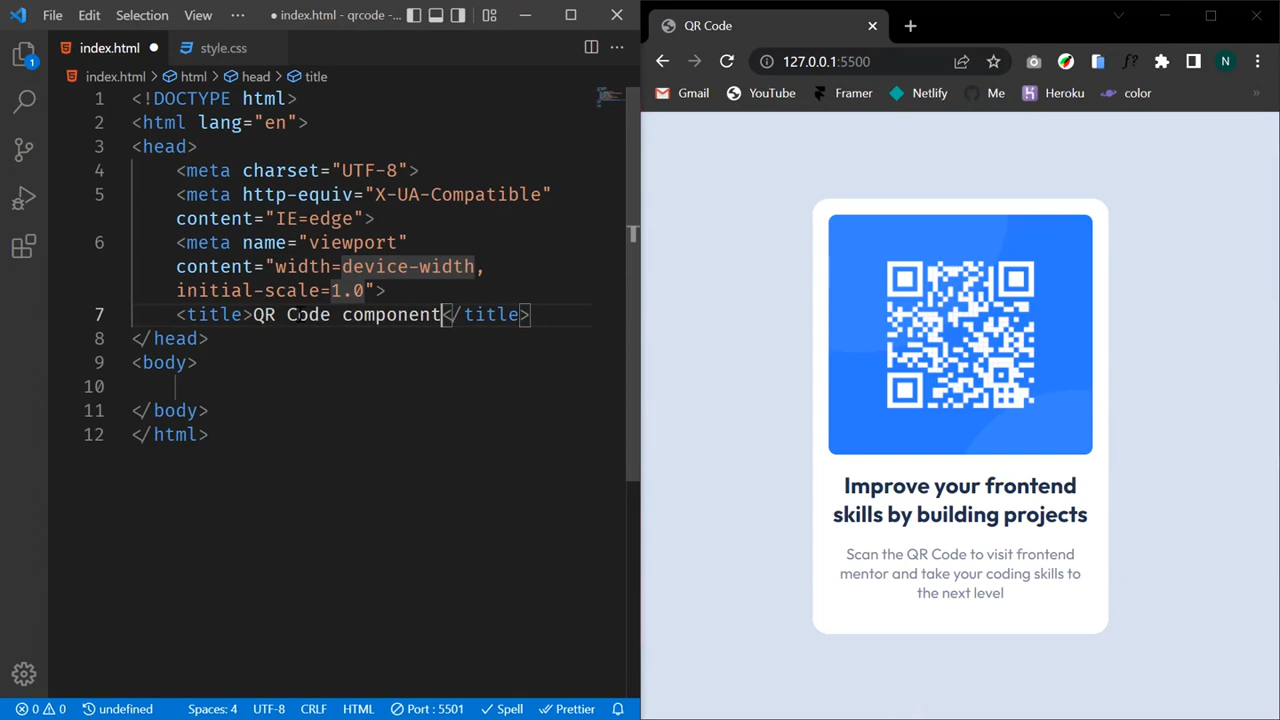 File Edit Selection View ··· ● index.html - qrcode -...
index.html ● style.css
index.html > html > head > title
1 <!DOCTYPE html>
2 <html lang="en">
3 <head>
4 <meta charset="UTF-8">
5 <meta http-equiv="X-UA-Compatible"
content="IE=edge">
6 <meta name="viewport"
content="width=device-width,
initial-scale=1.0">
7 <title>QR Code component</title>
8 </head>
9 <body>
10
11 </body>
12 </html>
1
0 0 undefined Spaces: 4 UTF-8 CRLF HTML Port : 5501 Spell Prettier
QR Code
127.0.0.1:5500 f? N
Gmail YouTube Framer Netlify Me Heroku color »
Improve your frontend
skills by building projects
Scan the QR Code to visit frontend
mentor and take your coding skills to
the next level